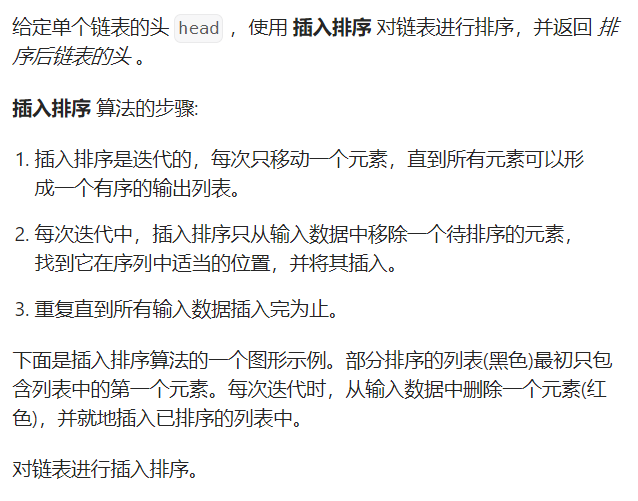 给定单个链表的头 head ，使用 插入排序 对链表进行排序，并返回 排
序后链表的头 。
插入排序 算法的步骤:
1. 插入排序是迭代的，每次只移动一个元素，直到所有元素可以形
成一个有序的输出列表。
2. 每次迭代中，插入排序只从输入数据中移除一个待排序的元素，
找到它在序列中适当的位置，并将其插入。
3. 重复直到所有输入数据插入完为止。
下面是插入排序算法的一个图形示例。部分排序的列表(黑色)最初只包
含列表中的第一个元素。每次迭代时，从输入数据中删除一个元素(红
色)，并就地插入已排序的列表中。
对链表进行插入排序。